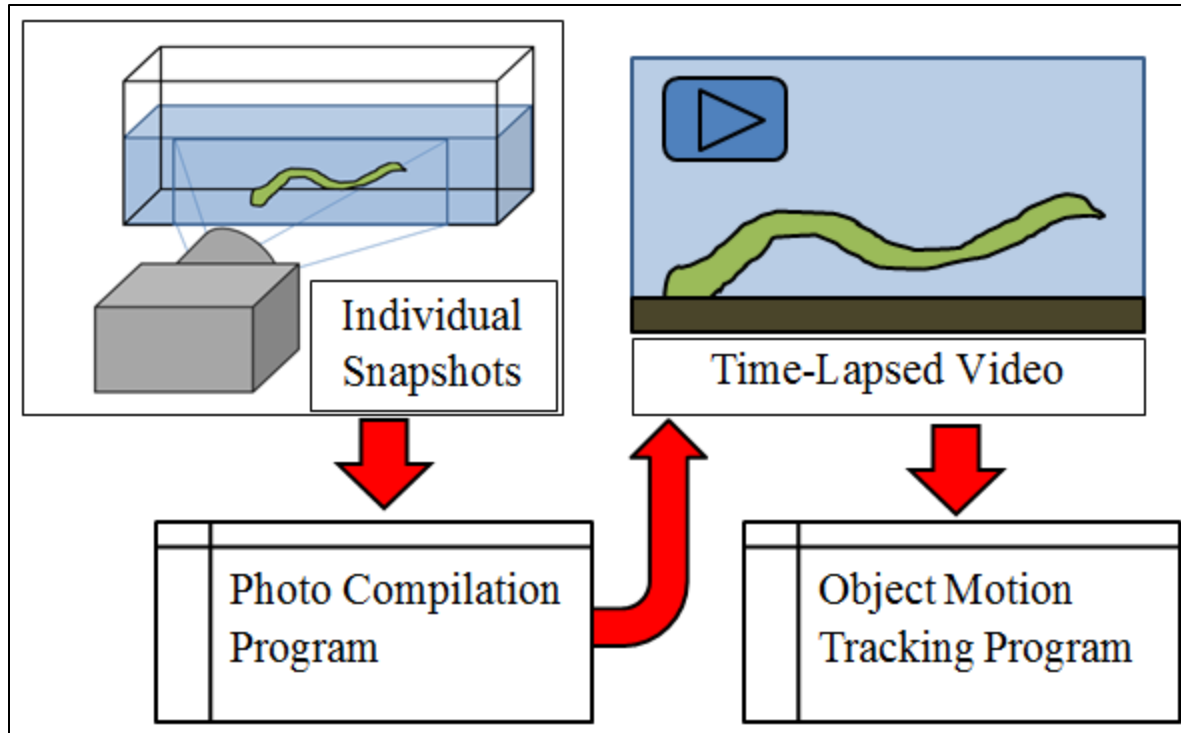 Individual
Snapshots
Time-Lapsed Video
Photo Compilation
Program
Object Motion
Tracking Program